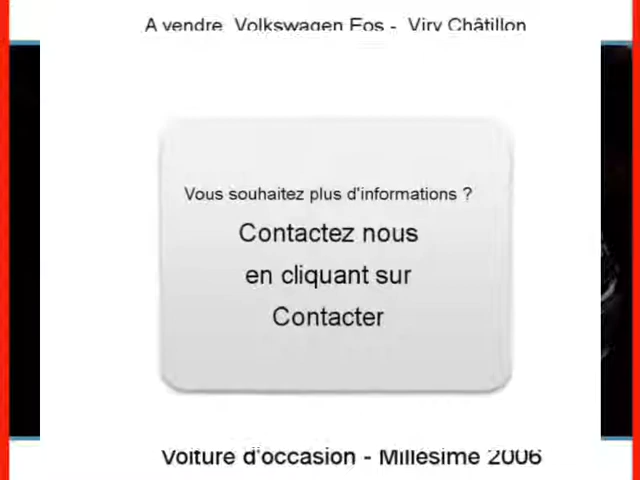 A vendre Volkswagen Eos - Viry Châtillon
Vous souhaitez plus d'informations ?
Contactez nous
en cliquant sur
Contacter
Voiture d'occasion - Millésime 2006